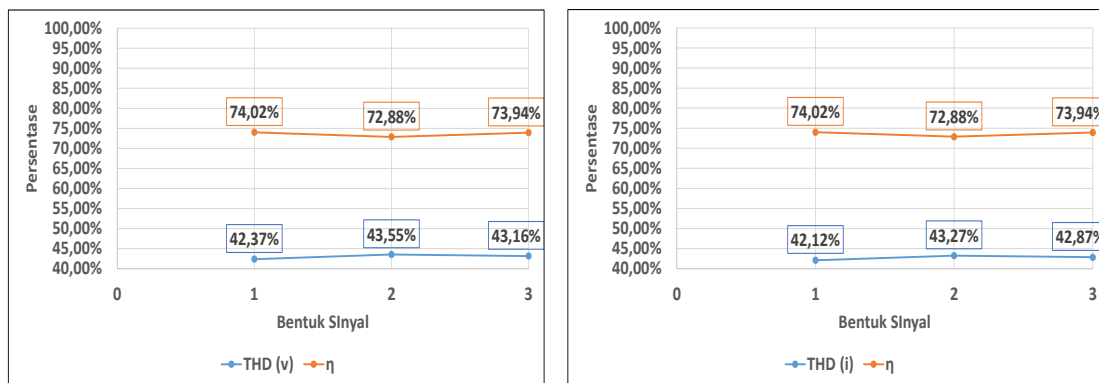 100,00%
95,00%
90,00%
85,00%
80,00%
75,00%
70,00%
65,00%
60,00%
55,00%
50,00%
45,00%
40,00%
Persentase
74,02% 72,88% 73,94%
42,37% 43,55% 43,16%
0 1 2 3
Bentuk SInyal
THD (v) η
100,00%
95,00%
90,00%
85,00%
80,00%
75,00%
70,00%
65,00%
60,00%
55,00%
50,00%
45,00%
40,00%
Persentase
74,02% 72,88% 73,94%
42,12% 43,27% 42,87%
0 1 2 3
Bentuk SInyal
THD (i) η